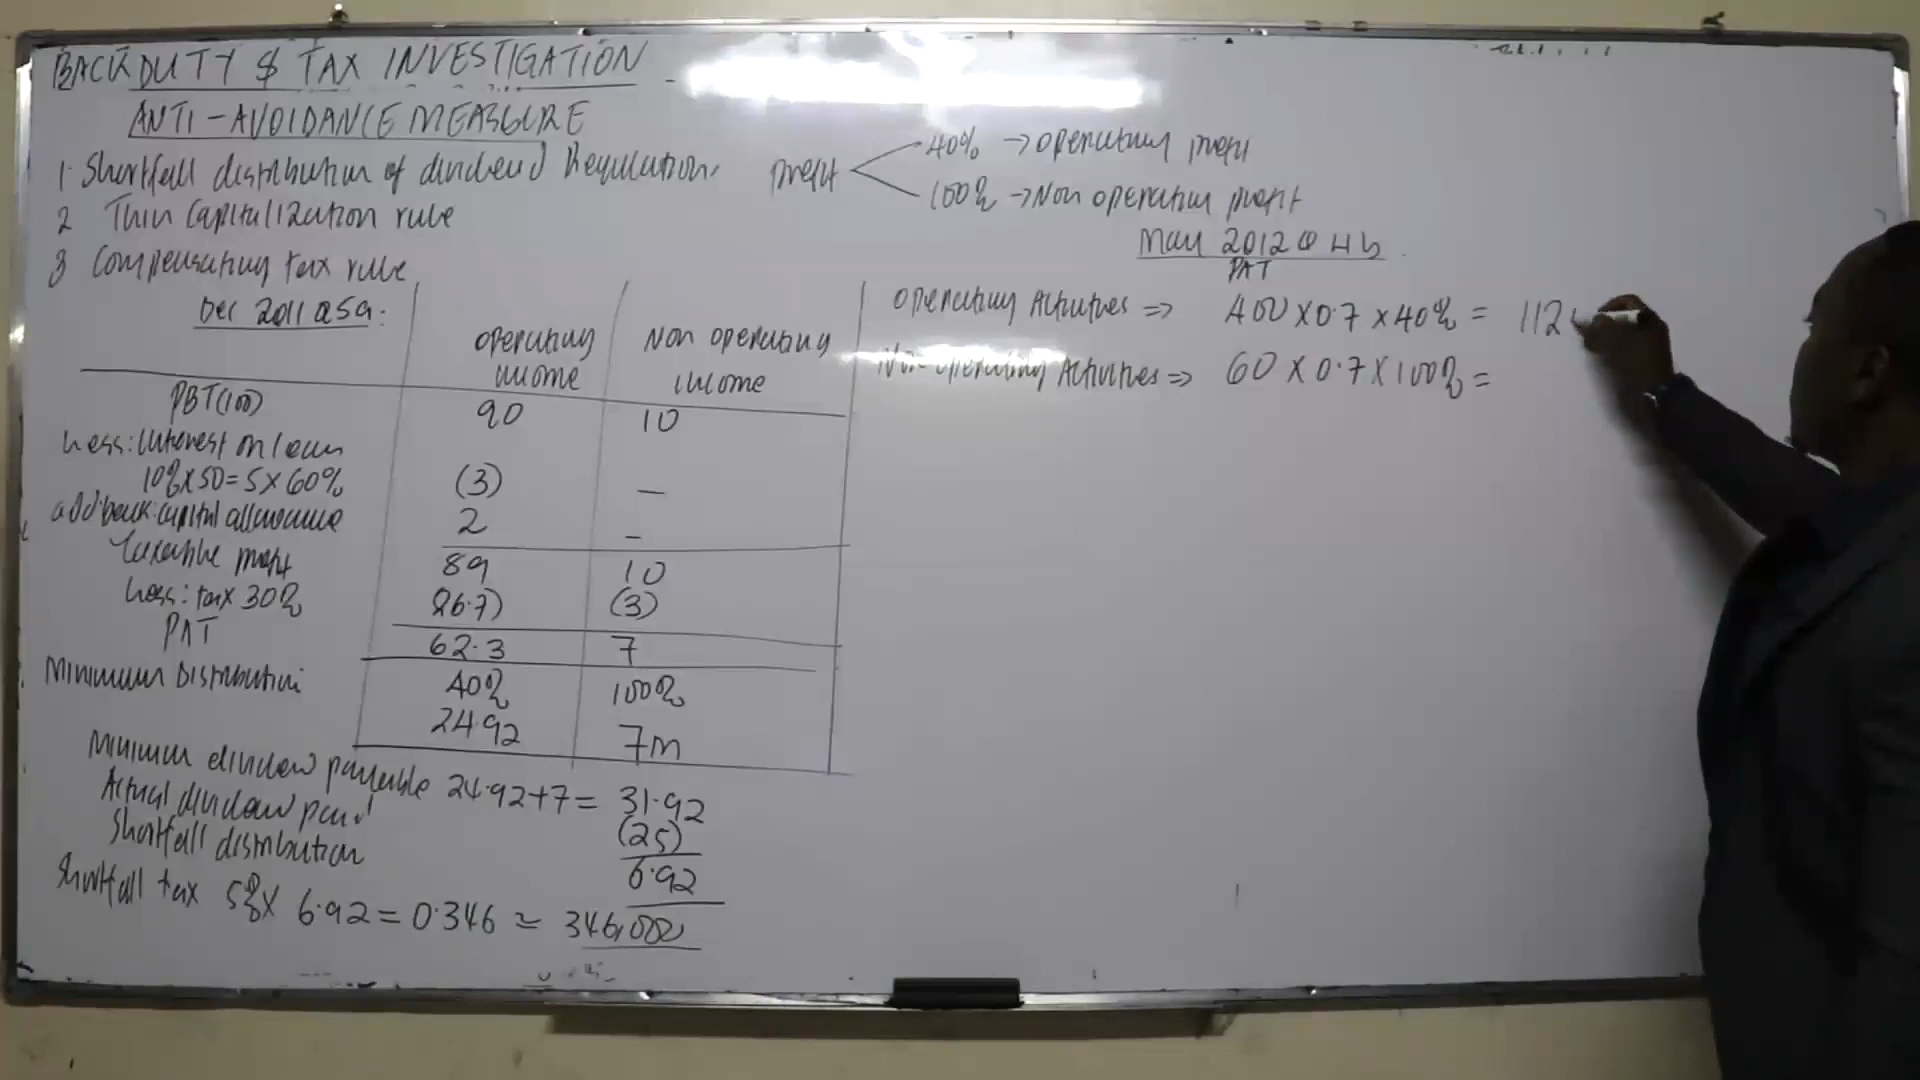 BACKDUTY & TAX INVESTIGATION
ANTI-AVOIDANCE MEASURE
1. Shortfall distribution of dividend Regulation.
2 Thin Capitalization rule
3 Compensating tax rule
Profit
40% → operating profit
100% → Non operating profit
Dec 2011 Q5a:
operating income
Non operating income
PBT(100) 90 10
Less: Interest on loan
10% x 50 = 5 x 60% (3) —
add back: capital allowance 2 –
Taxable profit 89 10
Less: tax 30% (26.7) (3)
PAT 62.3 7
Minimum Distribution 40% 100%
24.92 7m
Minimum dividend payable 24.92+7= 31.92
Actual dividend paid (25)
Shortfall distribution 6.92
Shortfall tax 5% x 6.92 = 0.346 ≈ 346,000
May 2012 Q4b
PAT
Operating Activities => 400 x 0.7 x 40% = 112
Non operating Activities => 60 x 0.7 x 100% =